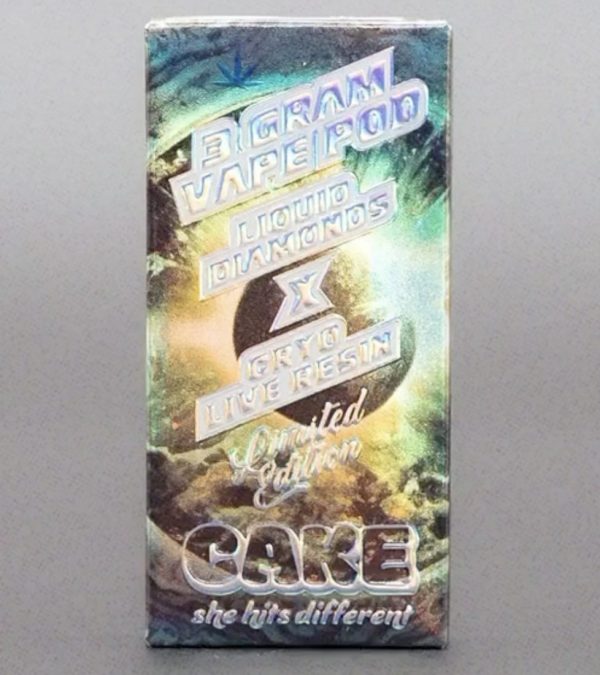 3 GRAM
VAPE POD
LIQUID
DIAMONDS
X
CRYO
LIVE RESIN
Limited
Edition
CAKE
she hits different